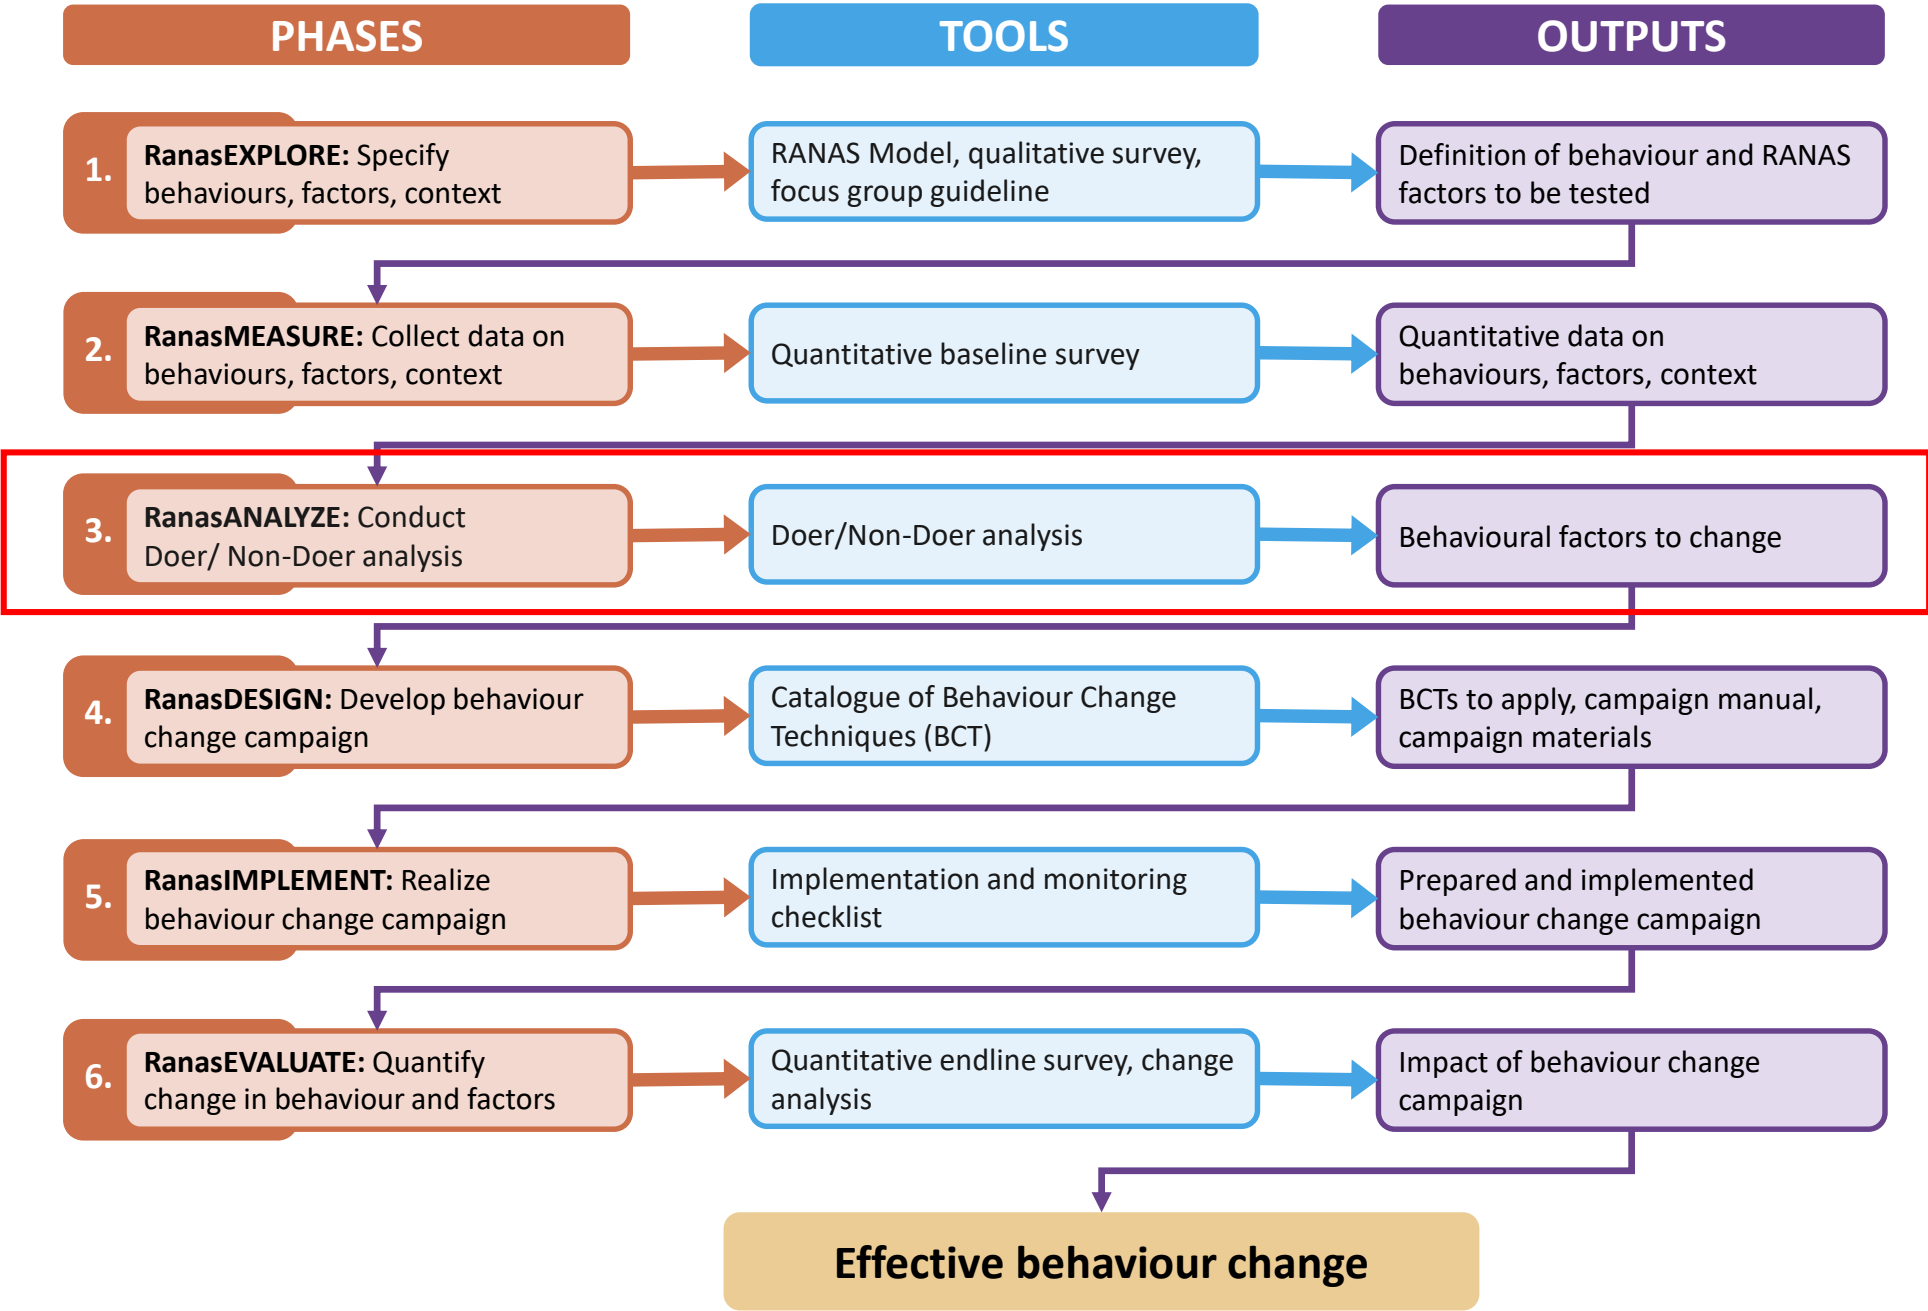 PHASES
TOOLS
OUTPUTS
1.
RanasEXPLORE: Specify
behaviours, factors, context
RANAS Model, qualitative survey,
focus group guideline
Definition of behaviour and RANAS
factors to be tested
2.
RanasMEASURE: Collect data on
behaviours, factors, context
Quantitative baseline survey
Quantitative data on
behaviours, factors, context
3.
RanasANALYZE: Conduct
Doer/ Non-Doer analysis
Doer/Non-Doer analysis
Behavioural factors to change
4.
RanasDESIGN: Develop behaviour
change campaign
Catalogue of Behaviour Change
Techniques (BCT)
BCTs to apply, campaign manual,
campaign materials
5.
RanasIMPLEMENT: Realize
behaviour change campaign
Implementation and monitoring
checklist
Prepared and implemented
behaviour change campaign
6.
RanasEVALUATE: Quantify
change in behaviour and factors
Quantitative endline survey, change
analysis
Impact of behaviour change
campaign
Effective behaviour change